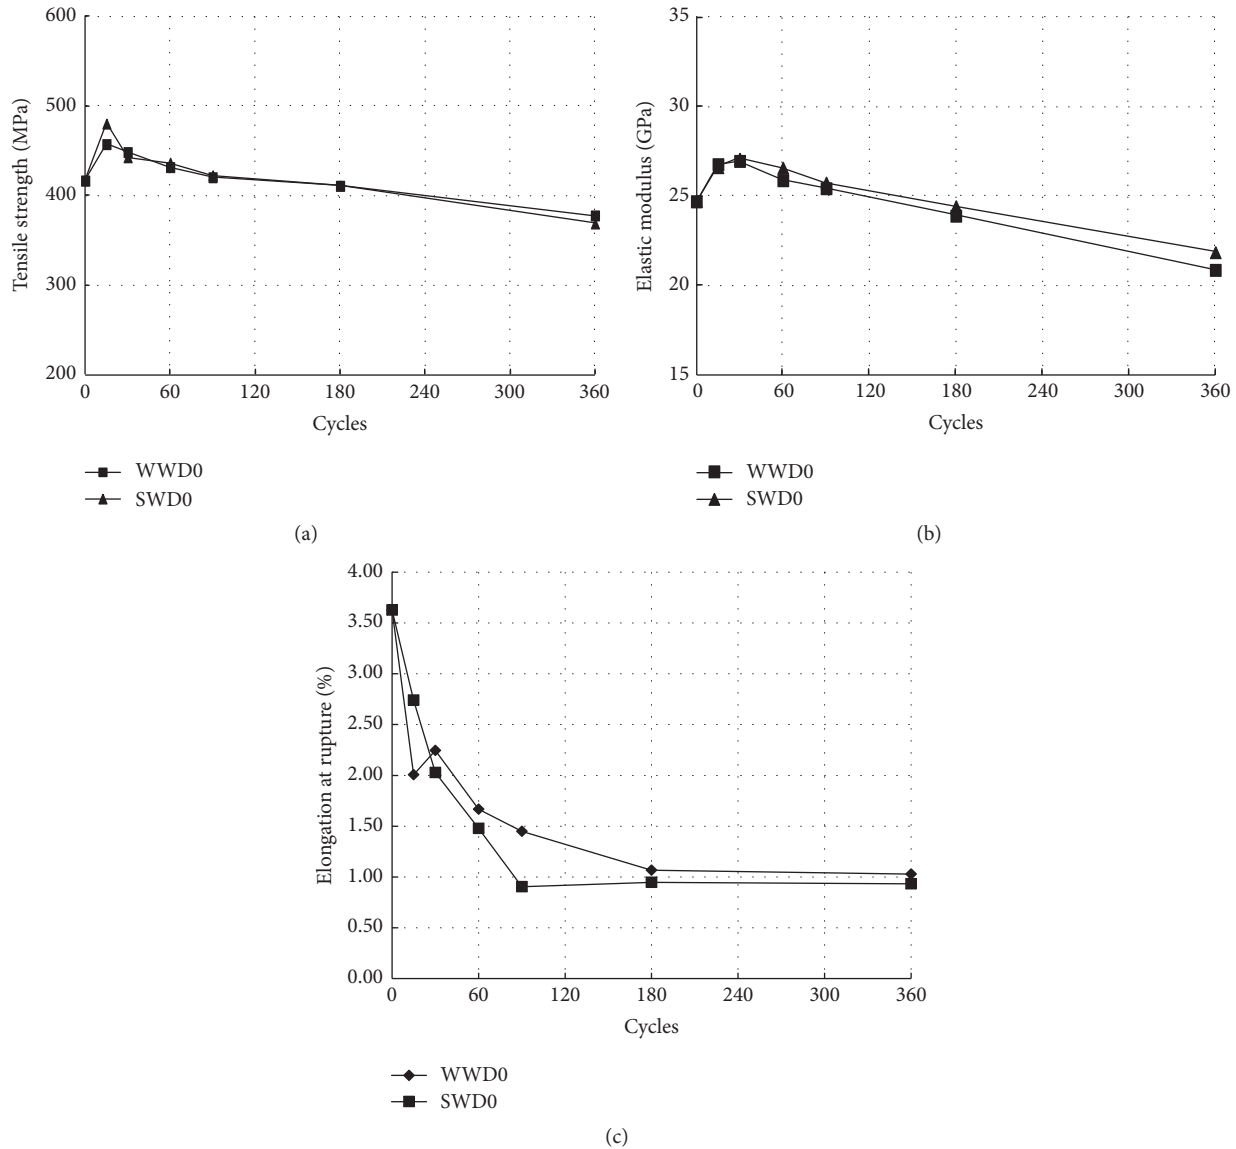 600
500
400
300
200
Tensile strength (MPa)
0 60 120 180 240 300 360
Cycles
WWD0
SWD0
(a)
35
30
25
20
15
Elastic modulus (GPa)
0 60 120 180 240 300 360
Cycles
WWD0
SWD0
(b)
4.00
3.50
3.00
2.50
2.00
1.50
1.00
0.50
0.00
Elongation at rupture (%)
0 60 120 180 240 300 360
Cycles
WWD0
SWD0
(c)